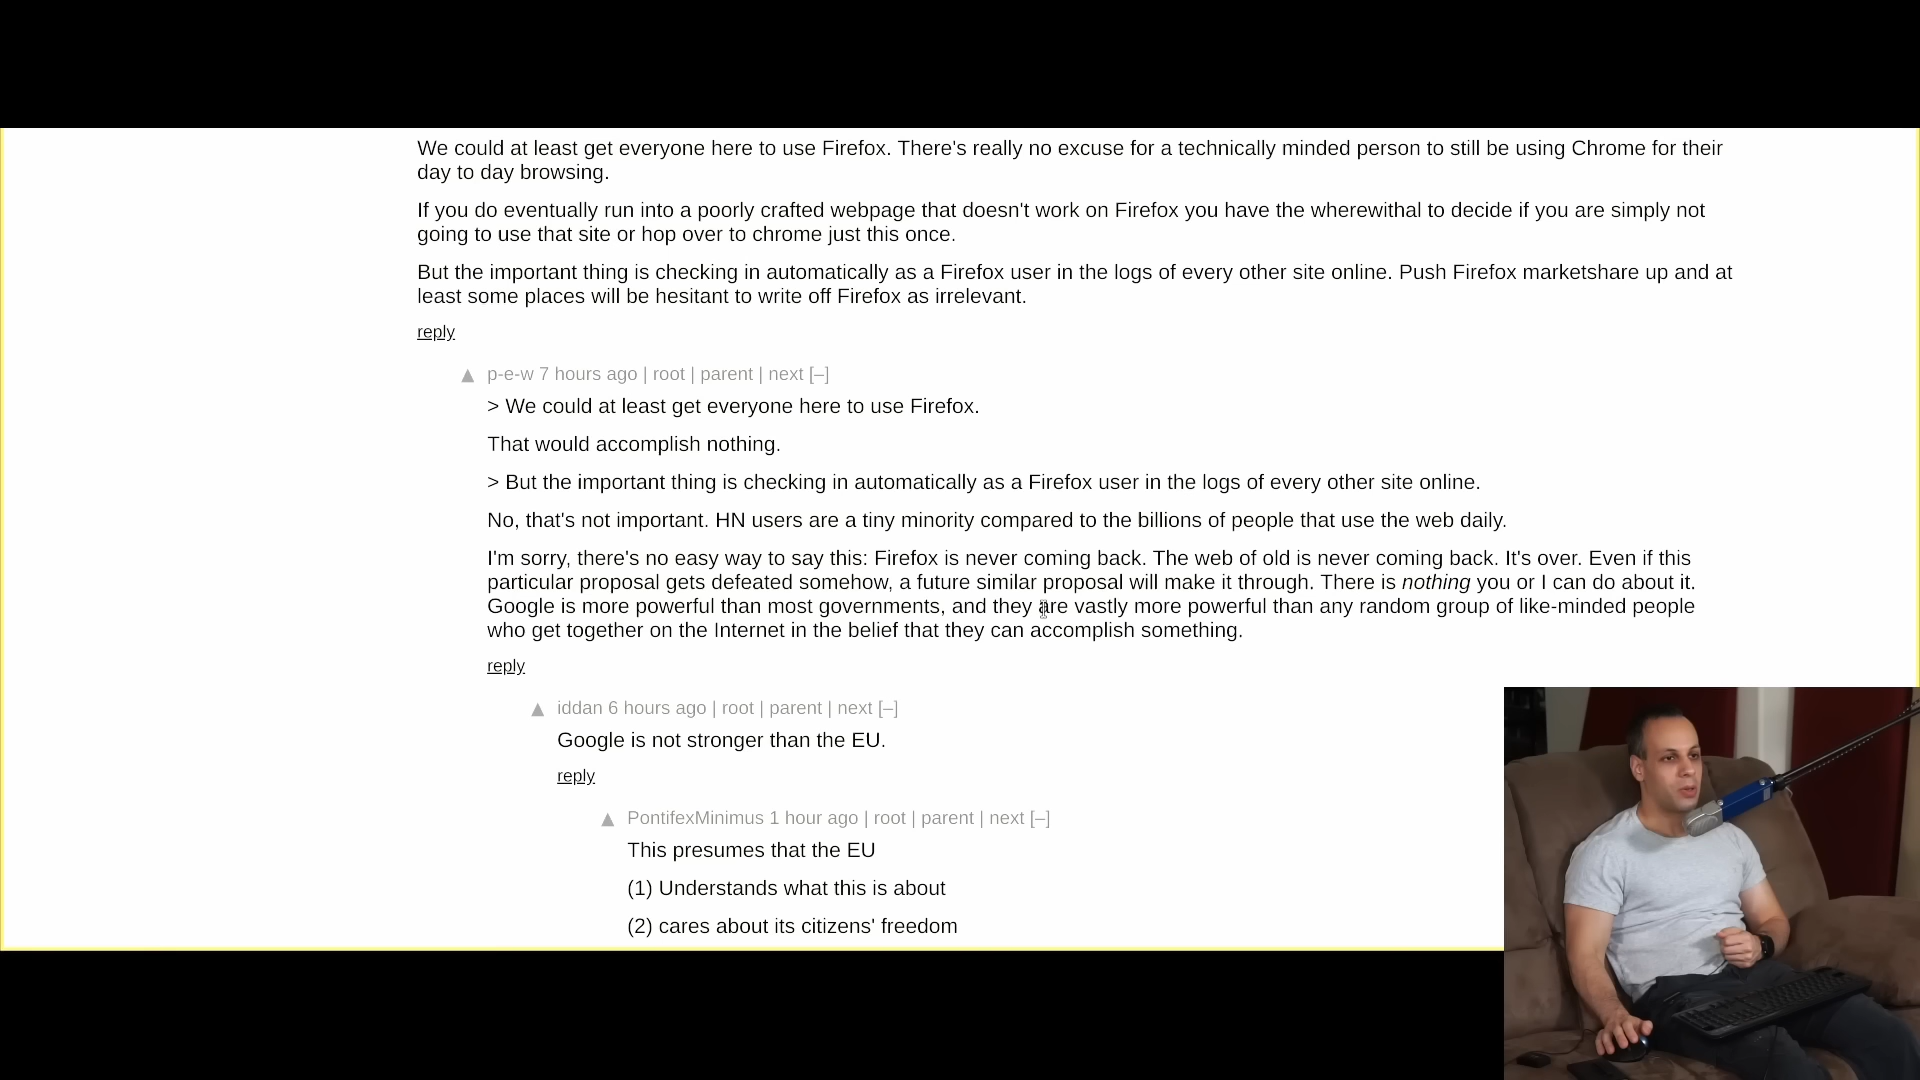 We could at least get everyone here to use Firefox. There's really no excuse for a technically minded person to still be using Chrome for their
day to day browsing.
If you do eventually run into a poorly crafted webpage that doesn't work on Firefox you have the wherewithal to decide if you are simply not
going to use that site or hop over to chrome just this once.
But the important thing is checking in automatically as a Firefox user in the logs of every other site online. Push Firefox marketshare up and at
least some places will be hesitant to write off Firefox as irrelevant.
reply
▲ p-e-w 7 hours ago | root | parent | next [–]
> We could at least get everyone here to use Firefox.
That would accomplish nothing.
> But the important thing is checking in automatically as a Firefox user in the logs of every other site online.
No, that's not important. HN users are a tiny minority compared to the billions of people that use the web daily.
I'm sorry, there's no easy way to say this: Firefox is never coming back. The web of old is never coming back. It's over. Even if this
particular proposal gets defeated somehow, a future similar proposal will make it through. There is nothing you or I can do about it.
Google is more powerful than most governments, and they are vastly more powerful than any random group of like-minded people
who get together on the Internet in the belief that they can accomplish something.
reply
▲ iddan 6 hours ago | root | parent | next [–]
Google is not stronger than the EU.
reply
▲ PontifexMinimus 1 hour ago | root | parent | next [–]
This presumes that the EU
(1) Understands what this is about
(2) cares about its citizens' freedom